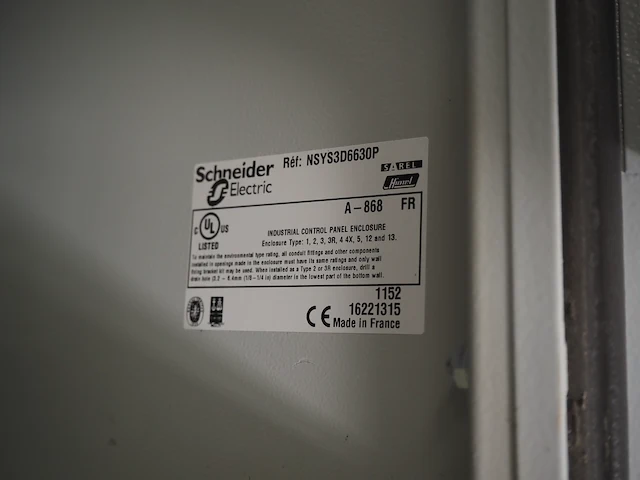 Schneider
Electric
Réf: NSYS3D6630P
SAREL
Himel
A-868 FR
C UL US
LISTED
INDUSTRIAL CONTROL PANEL ENCLOSURE
Enclosure Type: 1, 2, 3, 3R, 4 4X, 5, 12 and 13.
To maintain the environmental type rating, all conduit fittings and other components
installed in openings made in the enclosure must have its same ratings and only wall
fixing bracket kit may be used. When installed as a Type 2 or 3R enclosure, drill a
drain hole (3.2 - 6.4mm (1/8-1/4 in) diameter in the lowest part of the bottom wall.
1152
16221315
CE Made in France